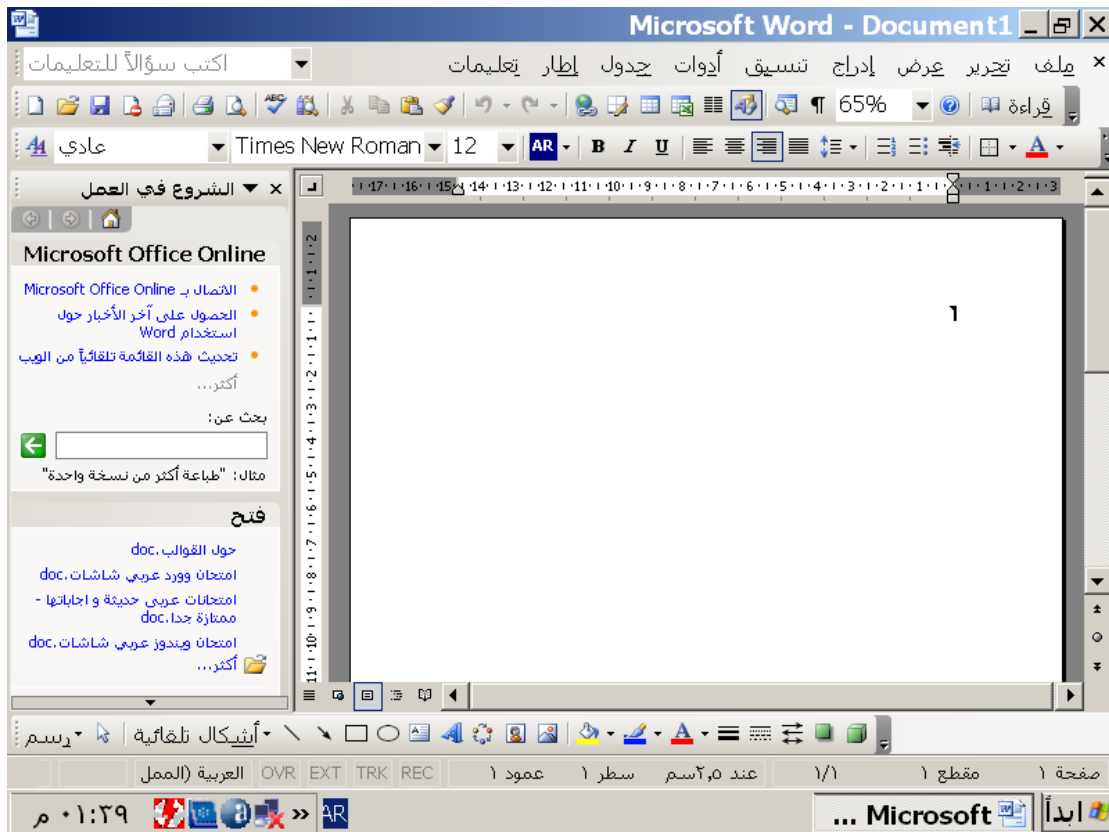 Microsoft Word - Document1
ملف تحرير عرض إدراج تنسيق أدوات جدول إطار تعليمات
اكتب سؤالاً للتعليمات
65% قراءة
عادي Times New Roman 12 AR B I U A
الشروع في العمل
Microsoft Office Online
الاتصال بـ Microsoft Office Online
الحصول على آخر الأخبار حول
استخدام Word
تحديث هذه القائمة تلقائياً من الويب
أكثر...
بحث عن:
مثال: "طباعة أكثر من نسخة واحدة"
فتح
حول القوالب.doc
امتحان وورد عربي شاشات.doc
امتحانات عربى حديثة و اجاباتها -
ممتازة جدا.doc
امتحان ويندوز عربي شاشات.doc
أكثر...
رسم أشكال تلقائية
صفحة ١ مقطع ١ ١/١ عند ٢,٥سم سطر ١ عمود ١ REC TRK EXT OVR العربية (الممل
ابدأ Microsoft ... AR ٠١:٣٩ م